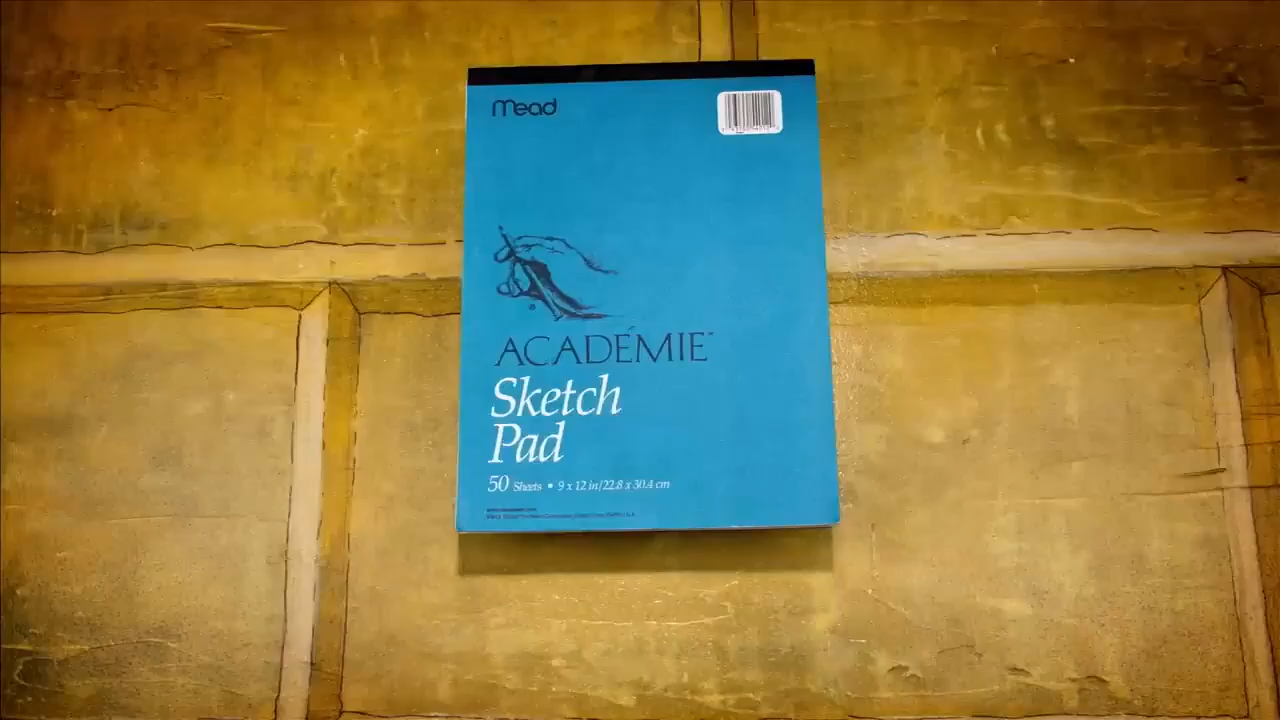 mead
ACADÉMIE™
Sketch
Pad
50 Sheets • 9 x 12 in/22.8 x 30.4 cm